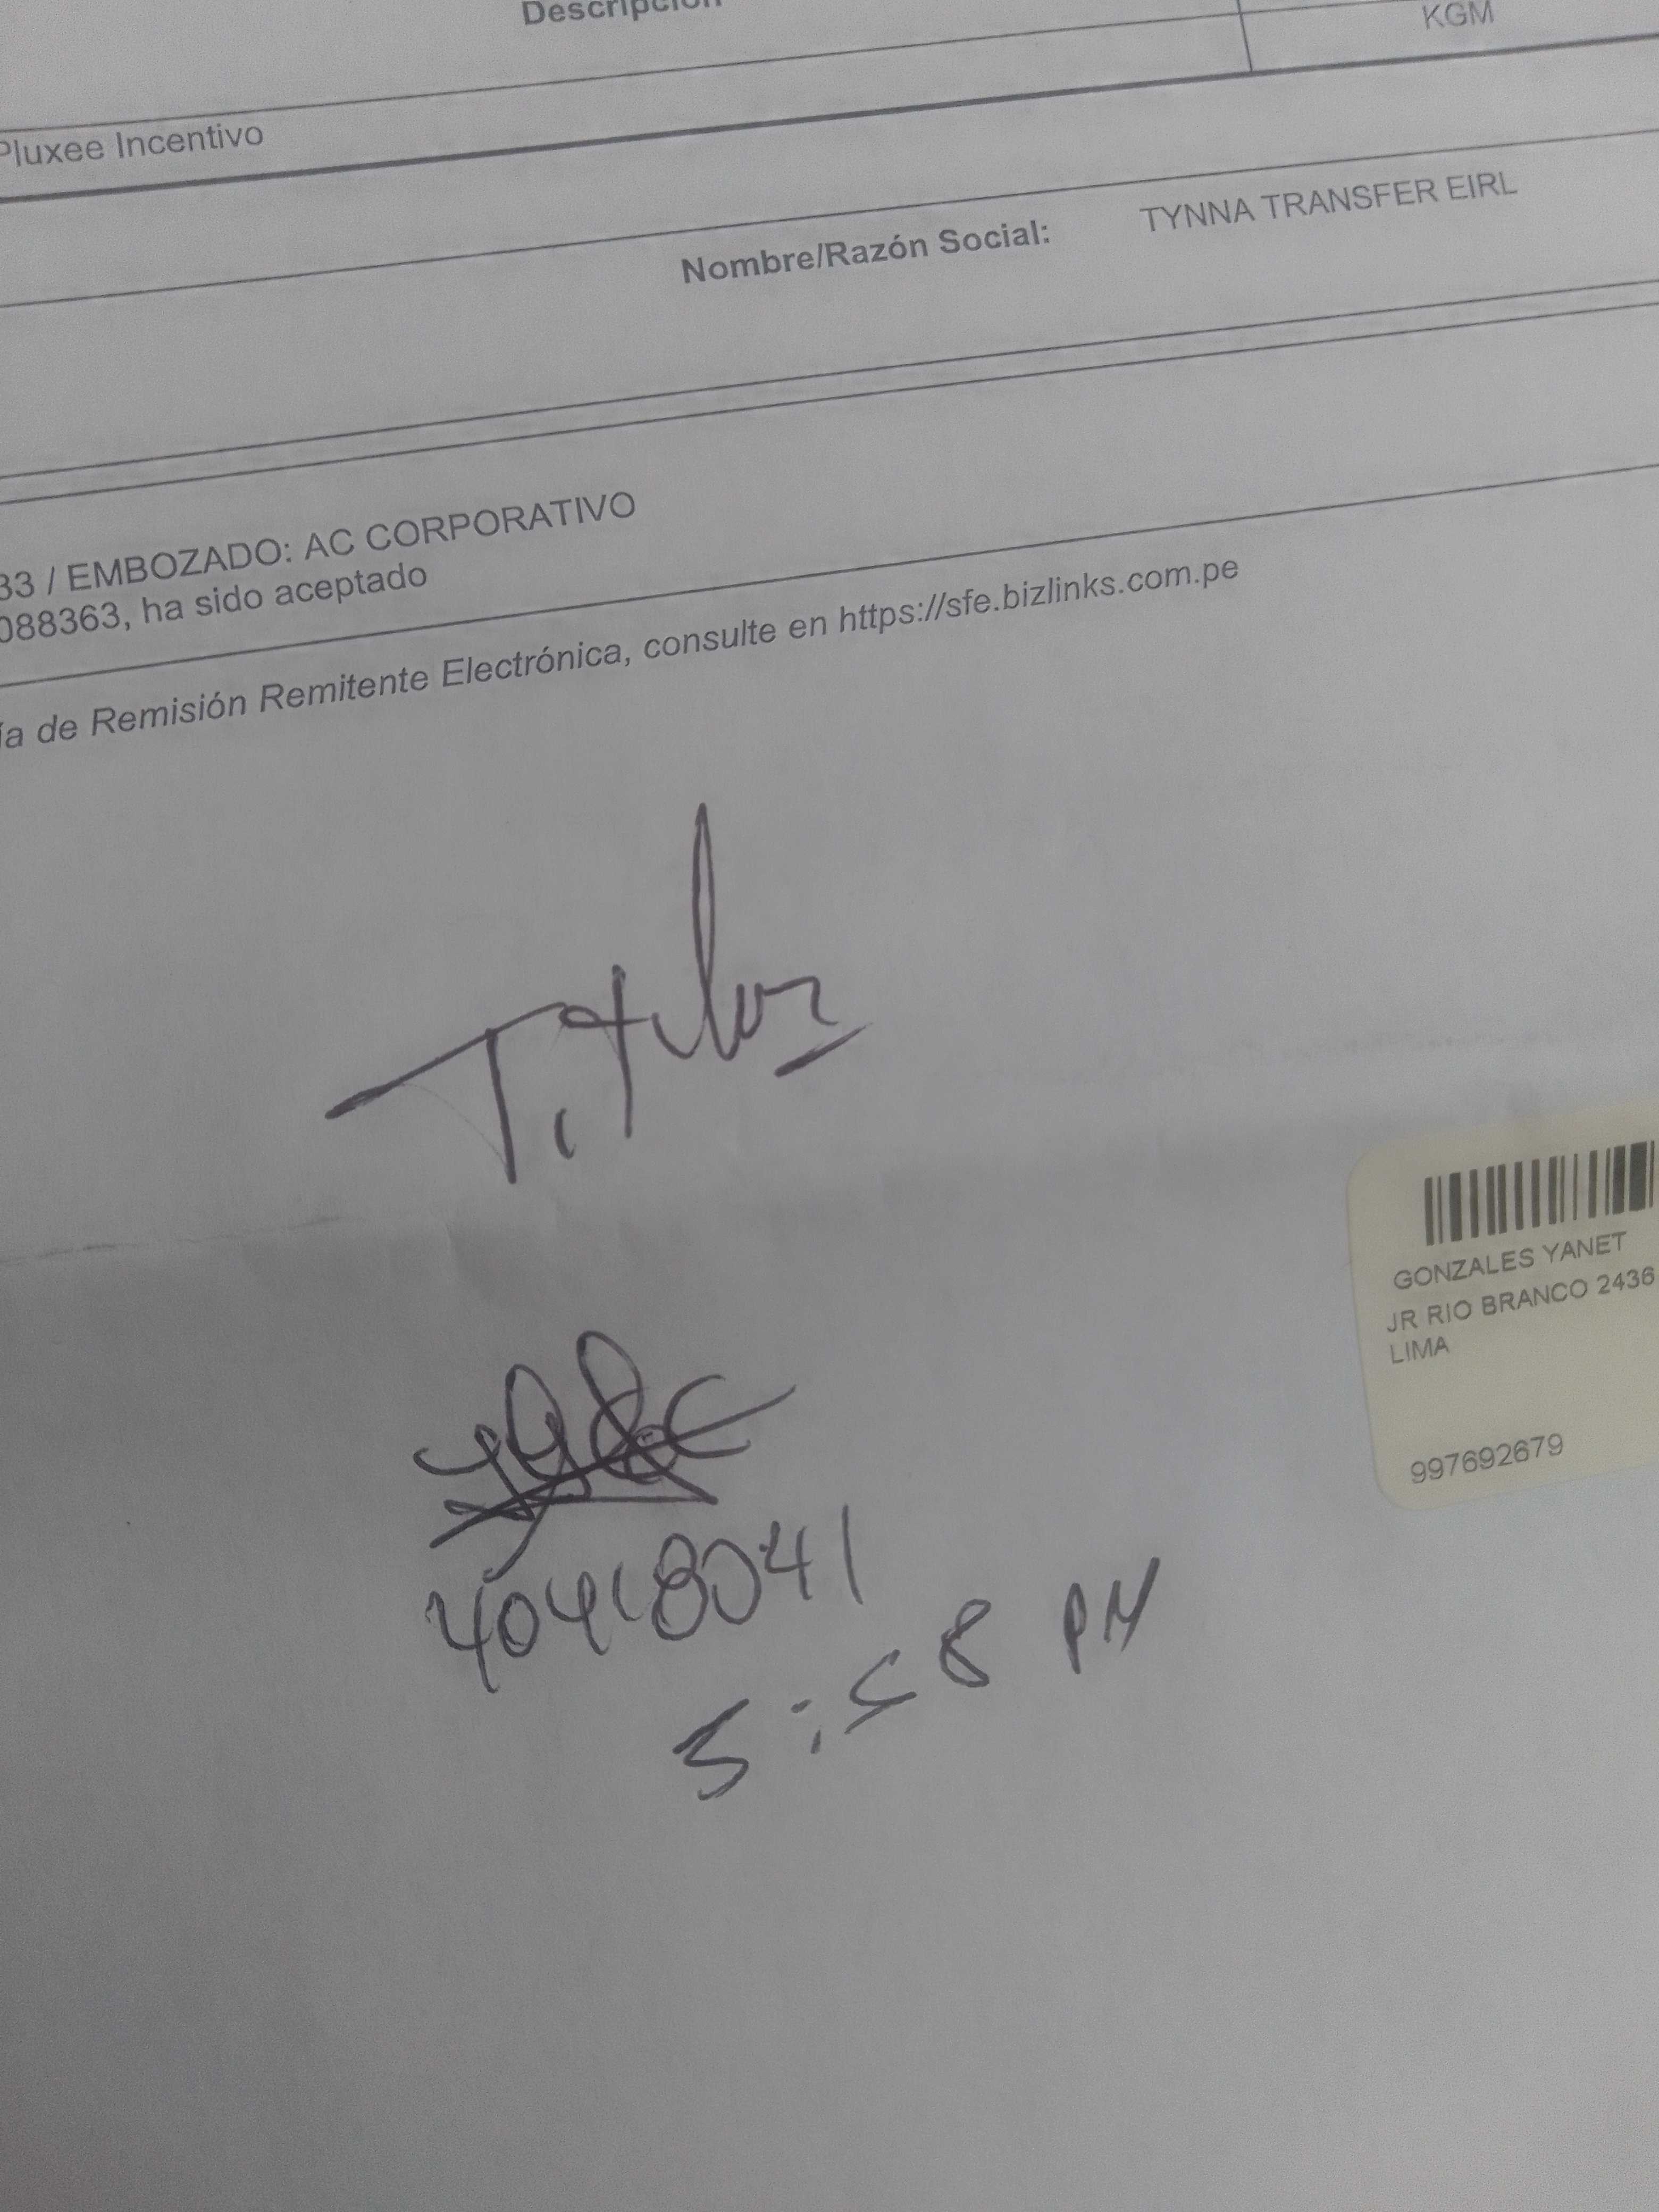 Descripción
KGM
Pluxee Incentivo
Nombre/Razón Social: TYNNA TRANSFER EIRL
33 / EMBOZADO: AC CORPORATIVO
088363, ha sido aceptado
ía de Remisión Remitente Electrónica, consulte en https://sfe.bizlinks.com.pe
GONZALES YANET
JR RIO BRANCO 2436
LIMA
997692679
5:58 PM